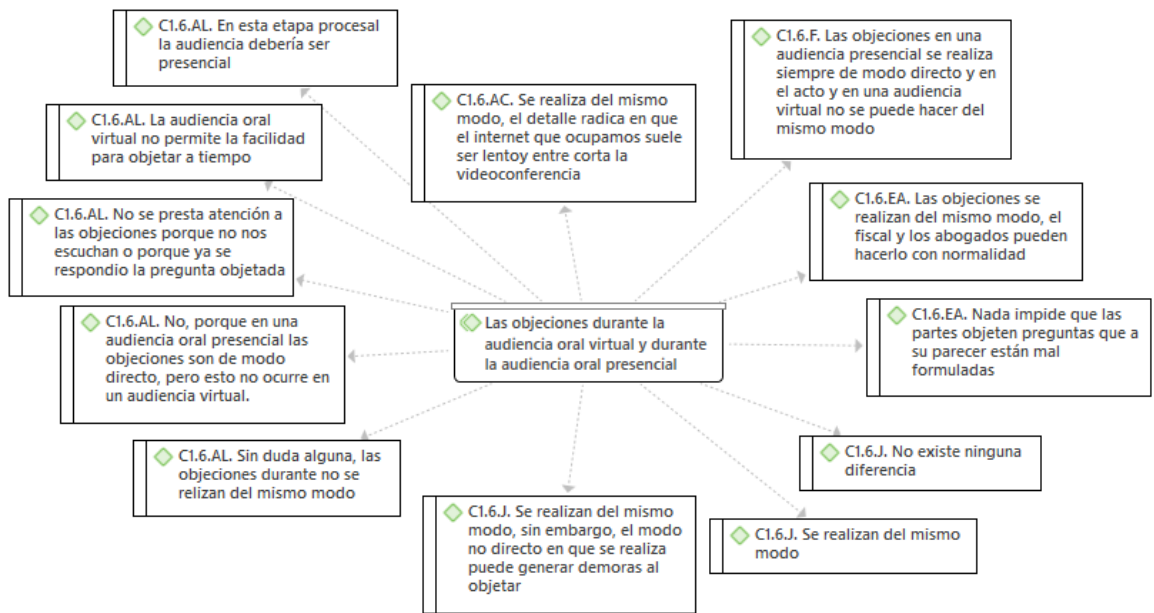 C1.6.AL. En esta etapa procesal
la audiencia debería ser
presencial
C1.6.AL. La audiencia oral
virtual no permite la facilidad
para objetar a tiempo
C1.6.AL. No se presta atención a
las objeciones porque no nos
escuchan o porque ya se
respondio la pregunta objetada
C1.6.AL. No, porque en una
audiencia oral presencial las
objeciones son de modo
directo, pero esto no ocurre en
un audiencia virtual.
C1.6.AL. Sin duda alguna, las
objeciones durante no se
relizan del mismo modo
C1.6.AC. Se realiza del mismo
modo, el detalle radica en que
el internet que ocupamos suele
ser lentoy entre corta la
videoconferencia
Las objeciones durante la
audiencia oral virtual y durante
la audiencia oral presencial
C1.6.J. Se realizan del mismo
modo, sin embargo, el modo
no directo en que se realiza
puede generar demoras al
objetar
C1.6.F. Las objeciones en una
audiencia presencial se realiza
siempre de modo directo y en
el acto y en una audiencia
virtual no se puede hacer del
mismo modo
C1.6.EA. Las objeciones se
realizan del mismo modo, el
fiscal y los abogados pueden
hacerlo con normalidad
C1.6.EA. Nada impide que las
partes objeten preguntas que a
su parecer están mal
formuladas
C1.6.J. No existe ninguna
diferencia
C1.6.J. Se realizan del mismo
modo